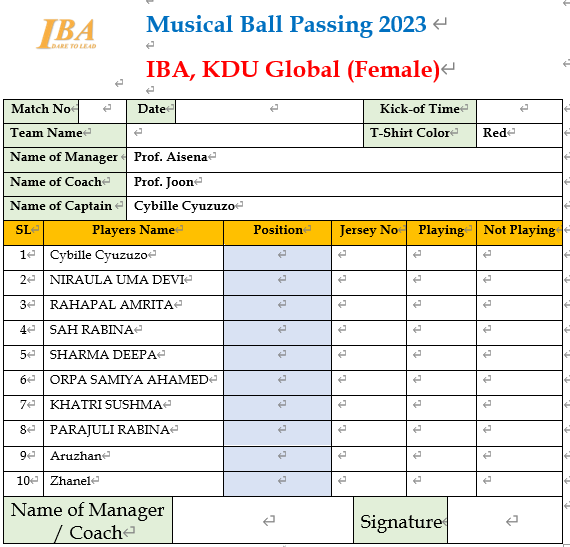 IBA
DARE TO LEAD
Musical Ball Passing 2023
IBA, KDU Global (Female)
Match No Date Kick-of Time
Team Name T-Shirt Color Red
Name of Manager Prof. Aisena
Name of Coach Prof. Joon
Name of Captain Cybille Cyuzuzo
SL Players Name Position Jersey No Playing Not Playing
1 Cybille Cyuzuzo
2 NIRAULA UMA DEVI
3 RAHAPAL AMRITA
4 SAH RABINA
5 SHARMA DEEPA
6 ORPA SAMIYA AHAMED
7 KHATRI SUSHMA
8 PARAJULI RABINA
9 Aruzhan
10 Zhanel
Name of Manager
/ Coach Signature